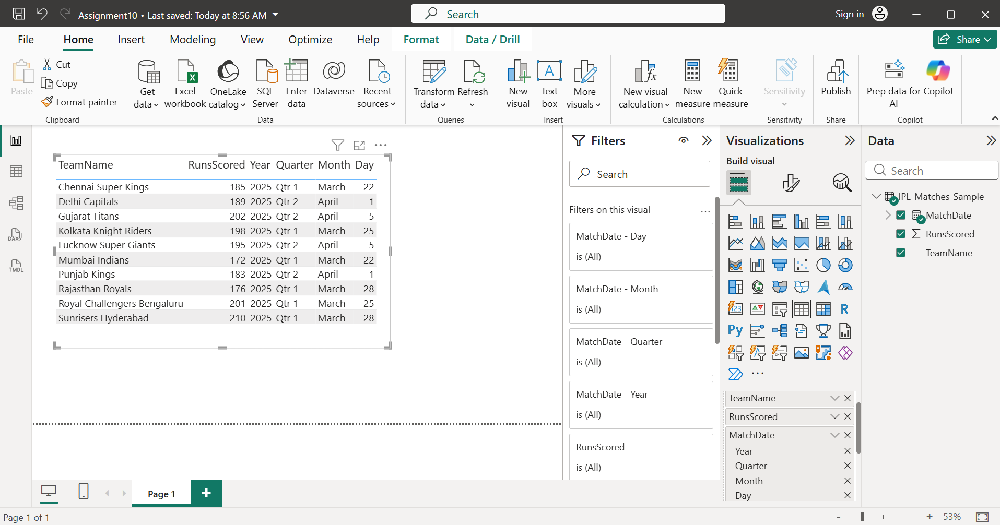 Assignment10 • Last saved: Today at 8:56 AM
Search
Sign in
File Home Insert Modeling View Optimize Help Format Data / Drill
Share
Paste
Cut
Copy
Format painter
Clipboard
Get data
Excel workbook
OneLake catalog
SQL Server
Enter data
Dataverse
Recent sources
Data
Transform data
Refresh
Queries
New visual
Text box
More visuals
Insert
New visual calculation
New measure
Quick measure
Calculations
Sensitivity
Sensitivity
Publish
Share
Prep data for AI
Copilot
Copilot
DAX
TMDL
TeamName RunsScored Year Quarter Month Day
Chennai Super Kings 185 2025 Qtr 1 March 22
Delhi Capitals 189 2025 Qtr 2 April 1
Gujarat Titans 202 2025 Qtr 2 April 5
Kolkata Knight Riders 198 2025 Qtr 1 March 25
Lucknow Super Giants 195 2025 Qtr 2 April 5
Mumbai Indians 172 2025 Qtr 1 March 22
Punjab Kings 183 2025 Qtr 2 April 1
Rajasthan Royals 176 2025 Qtr 1 March 28
Royal Challengers Bengaluru 201 2025 Qtr 1 March 25
Sunrisers Hyderabad 210 2025 Qtr 1 March 28
Filters
Search
Filters on this visual
MatchDate - Day
is (All)
MatchDate - Month
is (All)
MatchDate - Quarter
is (All)
MatchDate - Year
is (All)
RunsScored
is (All)
Visualizations
Build visual
123
R
Py
TeamName
RunsScored
MatchDate
Year
Quarter
Month
Day
Data
Search
IPL_Matches_Sample
MatchDate
RunsScored
TeamName
Page 1
Page 1 of 1
- + 53%